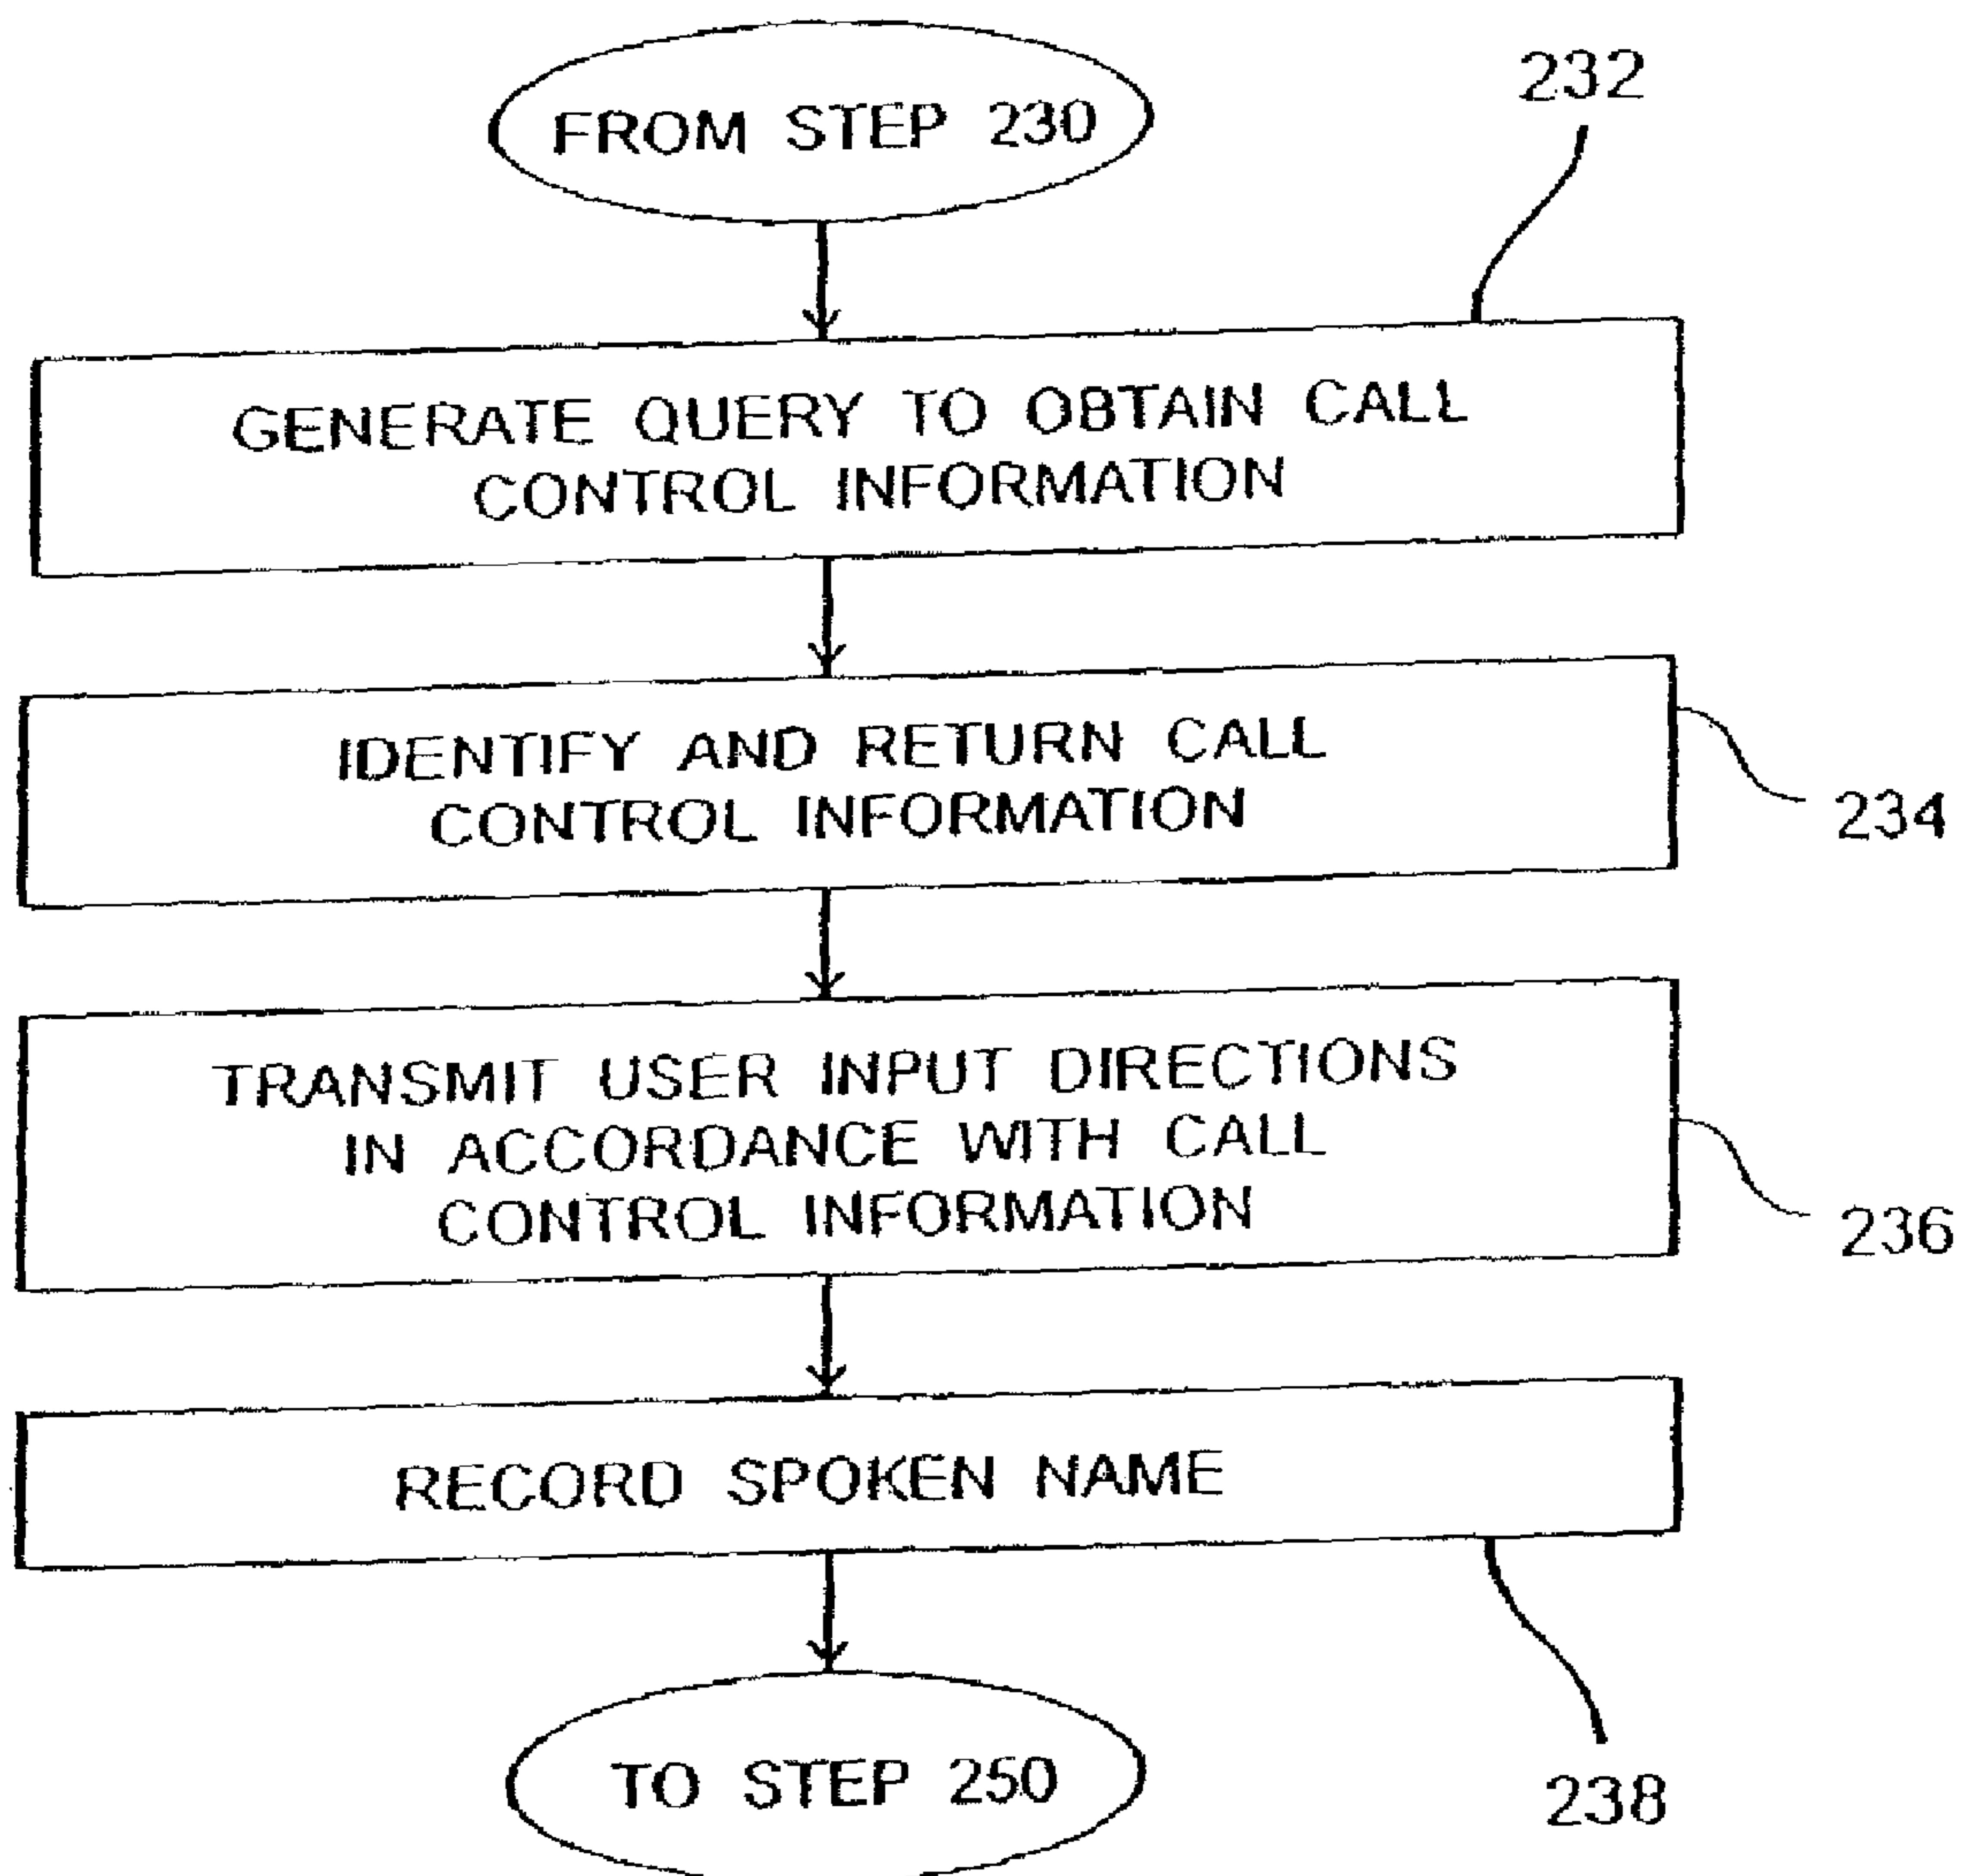 FROM STEP 230
232
GENERATE QUERY TO OBTAIN CALL
CONTROL INFORMATION
IDENTIFY AND RETURN CALL
CONTROL INFORMATION
234
TRANSMIT USER INPUT DIRECTIONS
IN ACCORDANCE WITH CALL
CONTROL INFORMATION
236
RECORD SPOKEN NAME
TO STEP 250
238